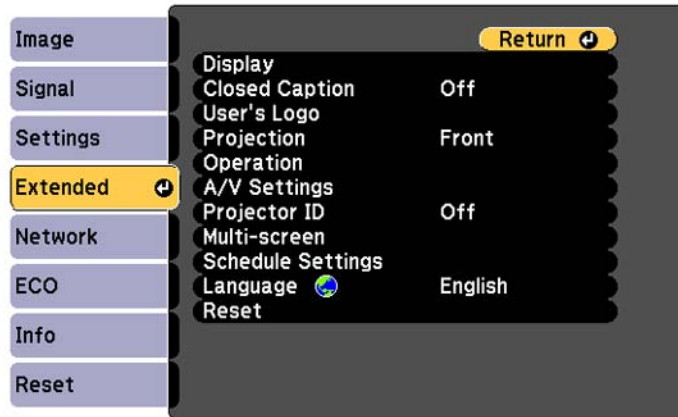 Image
Signal
Settings
Extended
Network
ECO
Info
Reset
Return
Display
Closed Caption Off
User's Logo
Projection Front
Operation
A/V Settings
Projector ID Off
Multi-screen
Schedule Settings
Language English
Reset